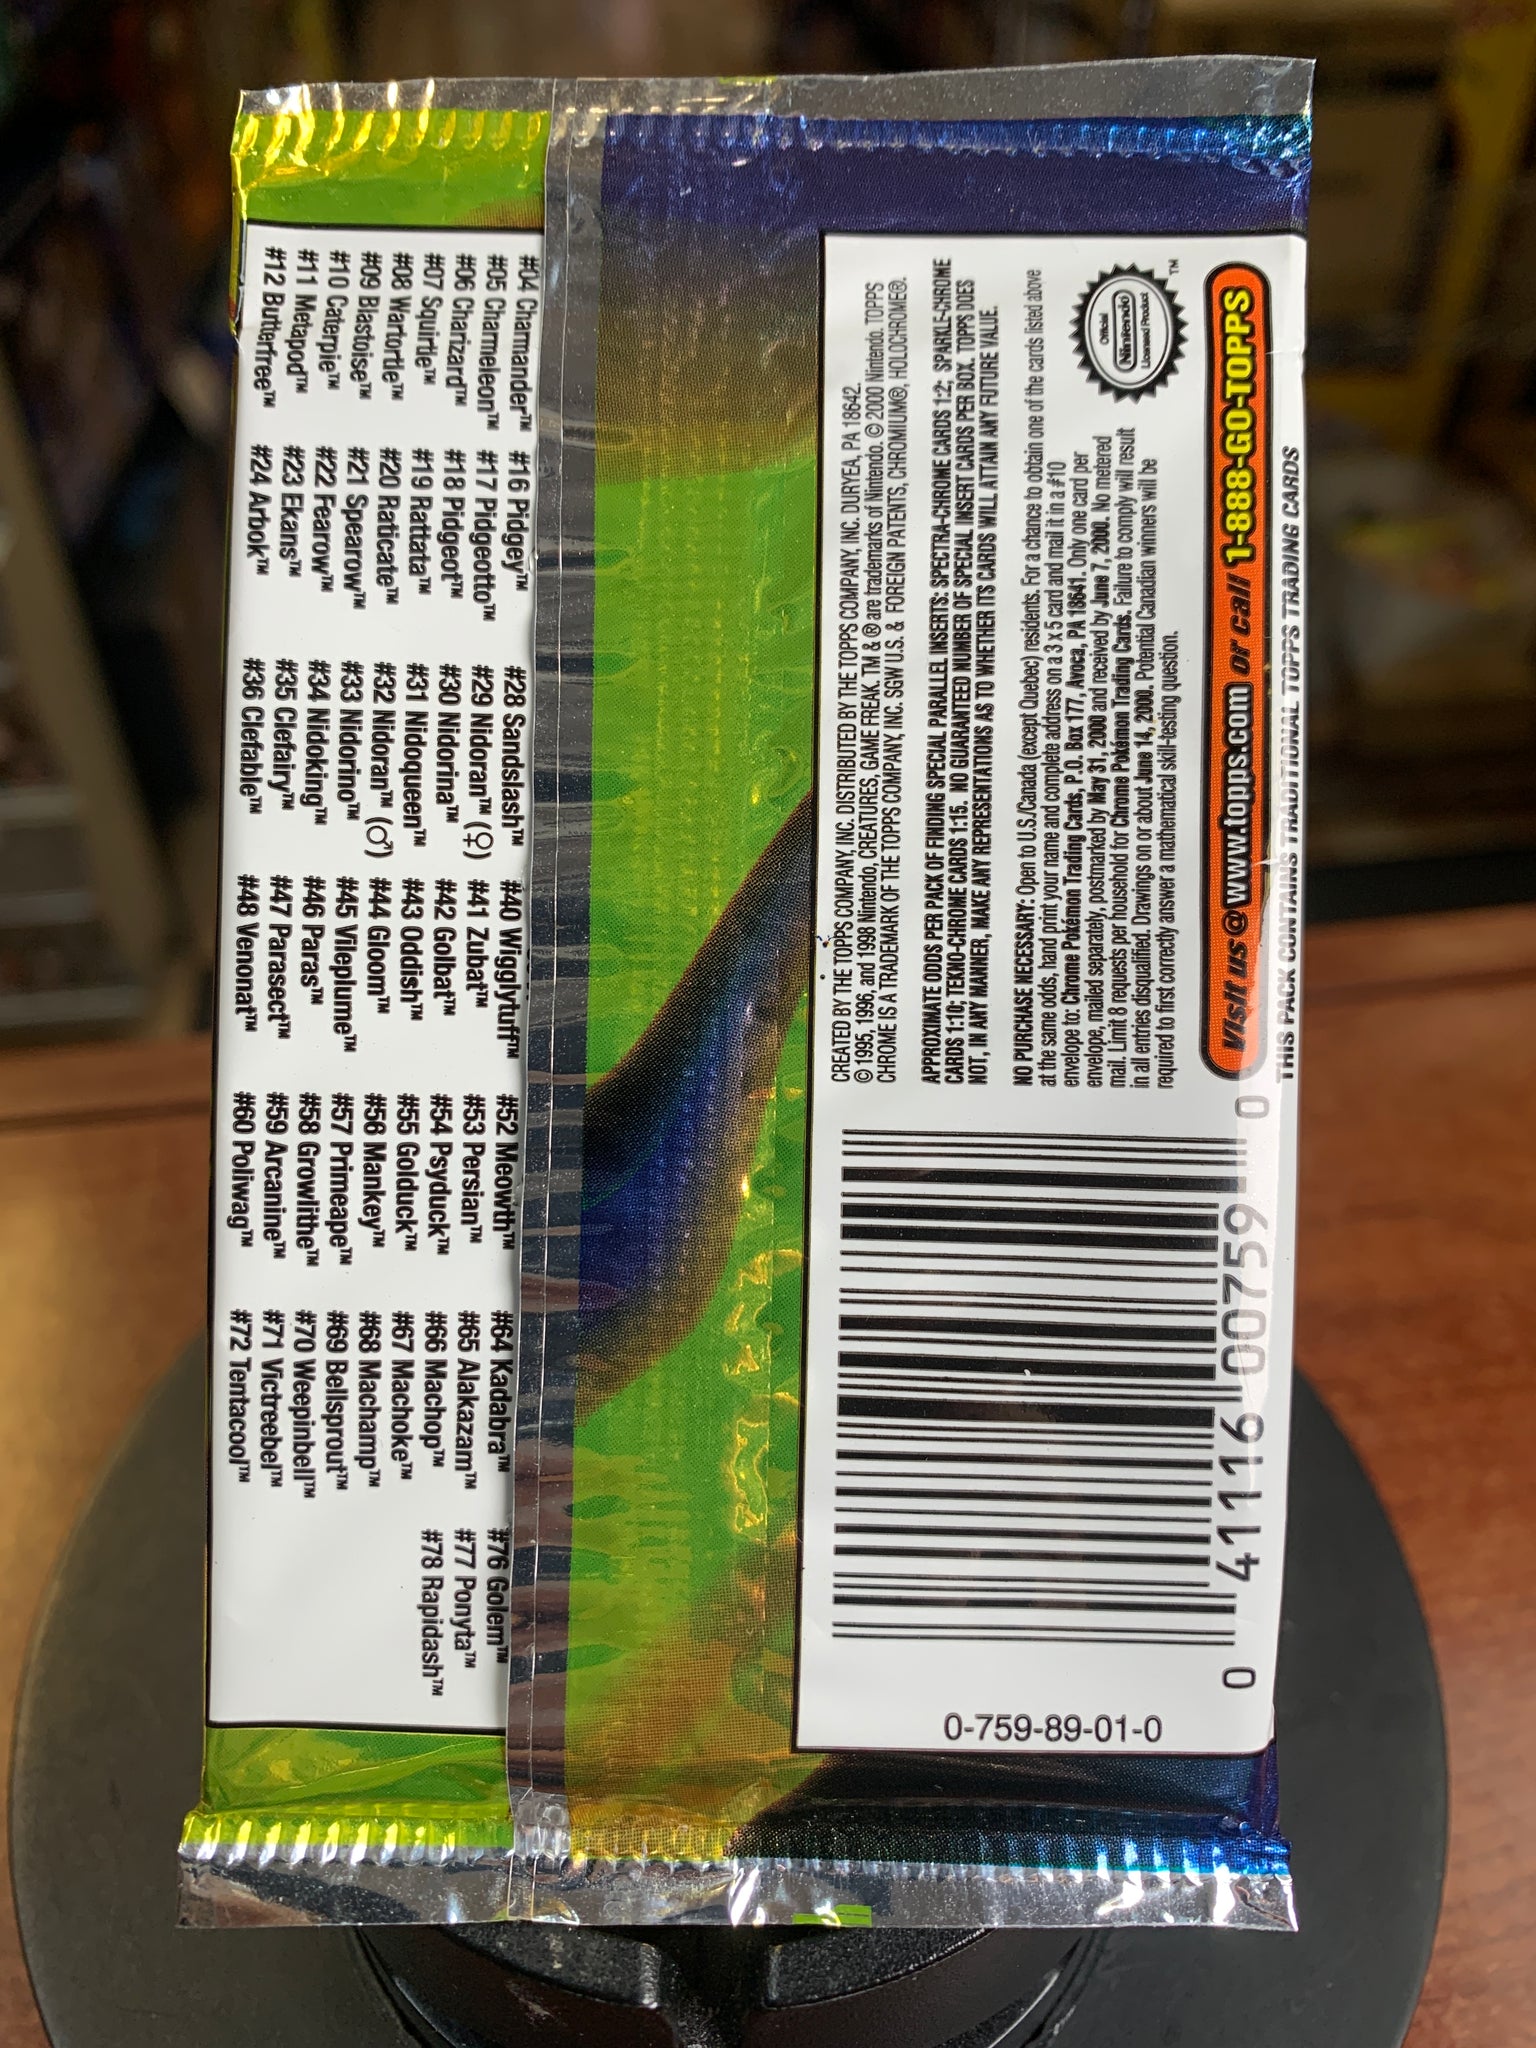 #04 Charmander™
#05 Charmeleon™
#06 Charizard™
#07 Squirtle™
#08 Wartortle™
#09 Blastoise™
#10 Caterpie™
#11 Metapod™
#12 Butterfree™
#16 Pidgey™
#17 Pidgeotto™
#18 Pidgeot™
#19 Rattata™
#20 Raticate™
#21 Spearow™
#22 Fearow™
#23 Ekans™
#24 Arbok™
#28 Sandslash™
#29 Nidoran™ (♀)
#30 Nidorina™
#31 Nidoqueen™
#32 Nidoran™ (♂)
#33 Nidorino™
#34 Nidoking™
#35 Clefairy™
#36 Clefable™
#40 Wigglytuff™
#41 Zubat™
#42 Golbat™
#43 Oddish™
#44 Gloom™
#45 Vileplume™
#46 Paras™
#47 Parasect™
#48 Venonat™
#52 Meowth™
#53 Persian™
#54 Psyduck™
#55 Golduck™
#56 Mankey™
#57 Primeape™
#58 Growlithe™
#59 Arcanine™
#60 Poliwag™
#64 Kadabra™
#65 Alakazam™
#66 Machop™
#67 Machoke™
#68 Machamp™
#69 Bellsprout™
#70 Weepinbell™
#71 Victreebel™
#72 Tentacool™
#76 Golem™
#77 Ponyta™
#78 Rapidash™
CREATED BY THE TOPPS COMPANY, INC. DISTRIBUTED BY THE TOPPS COMPANY, INC. DURYEA, PA 18642.
© 1995, 1996, and 1998 Nintendo, CREATURES, GAME FREAK. TM & ® are trademarks of Nintendo. © 2000 Nintendo. TOPPS
CHROME IS A TRADEMARK OF THE TOPPS COMPANY, INC. SGW U.S. & FOREIGN PATENTS, CHROMIUM®, HOLOCHROME®.
APPROXIMATE ODDS PER PACK OF FINDING SPECIAL PARALLEL INSERTS: SPECTRA-CHROME CARDS 1:2; SPARKLE-CHROME
CARDS 1:10; TEKNO-CHROME CARDS 1:15. NO GUARANTEED NUMBER OF SPECIAL INSERT CARDS PER BOX. TOPPS DOES
NOT, IN ANY MANNER, MAKE ANY REPRESENTATIONS AS TO WHETHER ITS CARDS WILL ATTAIN ANY FUTURE VALUE.
NO PURCHASE NECESSARY: Open to U.S./Canada (except Quebec) residents. For a chance to obtain one of the cards listed above
at the same odds, hand print your name and complete address on a 3 x 5 card and mail it in a #10
envelope to: Chrome Pokémon Trading Cards, P.O. Box 177, Avoca, PA 18641. Only one card per
envelope, mailed separately, postmarked by May 31, 2000 and received by June 7, 2000. No metered
mail. Limit 8 requests per household for Chrome Pokémon Trading Cards. Failure to comply will result
in all entries disqualified. Drawings on or about June 14, 2000. Potential Canadian winners will be
required to first correctly answer a mathematical skill-testing question.
Official
Nintendo
Licensed Product
™
Visit us @ www.topps.com or call 1-888-GO-TOPPS
THIS PACK CONTAINS TRADITIONAL TOPPS TRADING CARDS
0 41116 00759 0
0-759-89-01-0